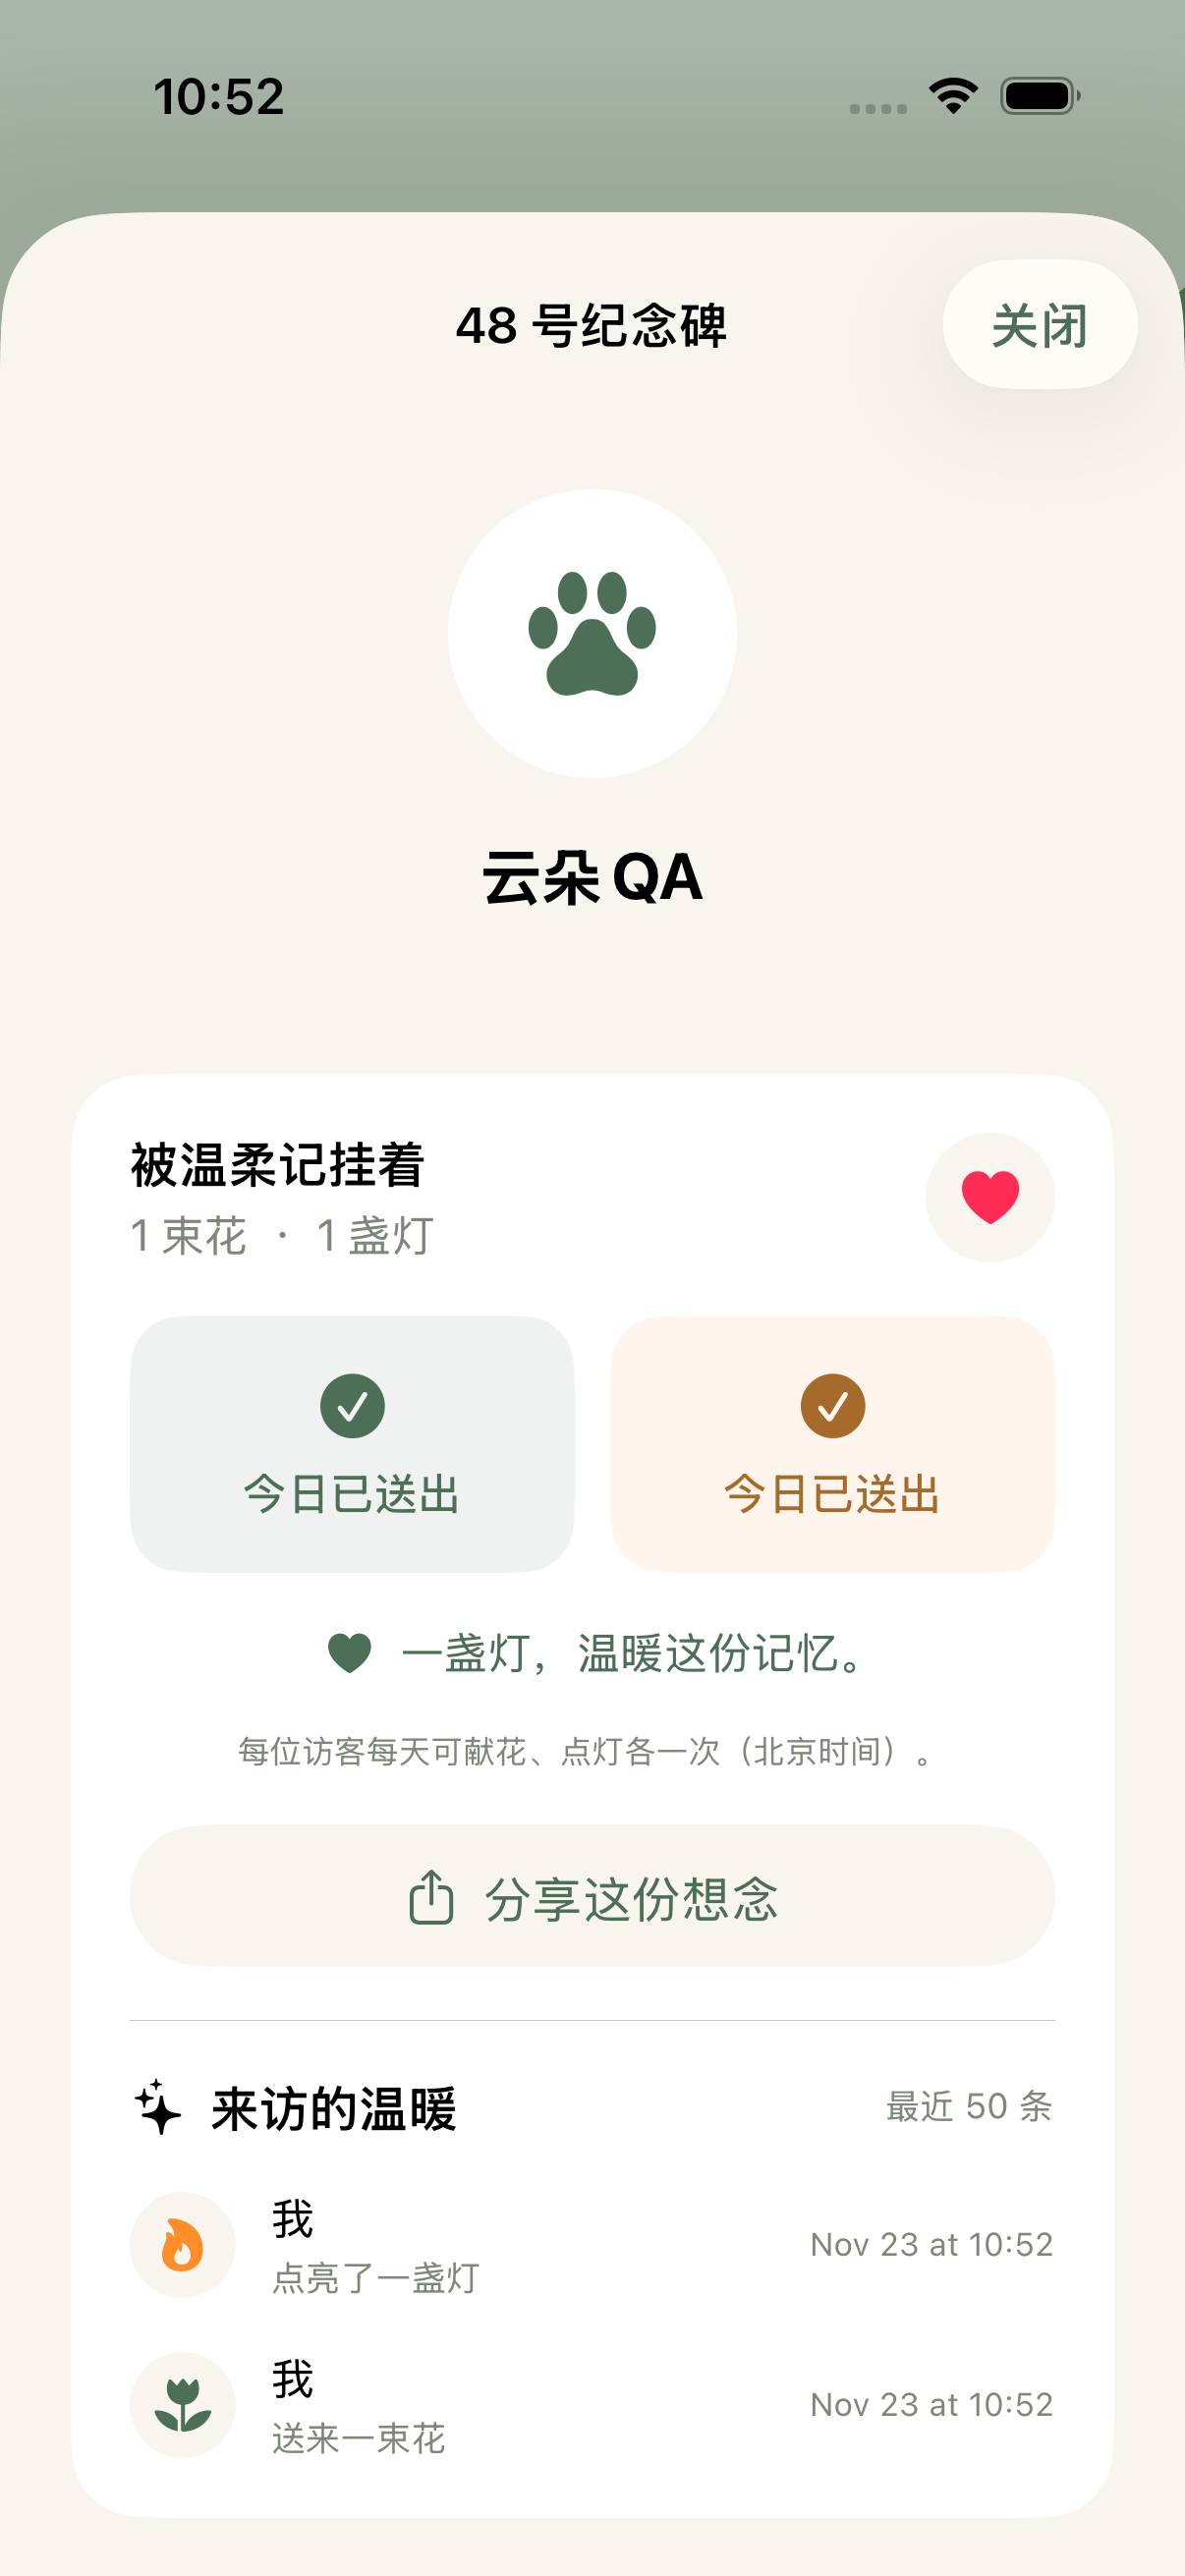 10:52
48 号纪念碑
关闭
云朵 QA
被温柔记挂着
1 束花 · 1 盏灯
今日已送出
今日已送出
一盏灯，温暖这份记忆。
每位访客每天可献花、点灯各一次（北京时间）。
分享这份想念
来访的温暖
最近 50 条
我
点亮了一盏灯
Nov 23 at 10:52
我
送来一束花
Nov 23 at 10:52